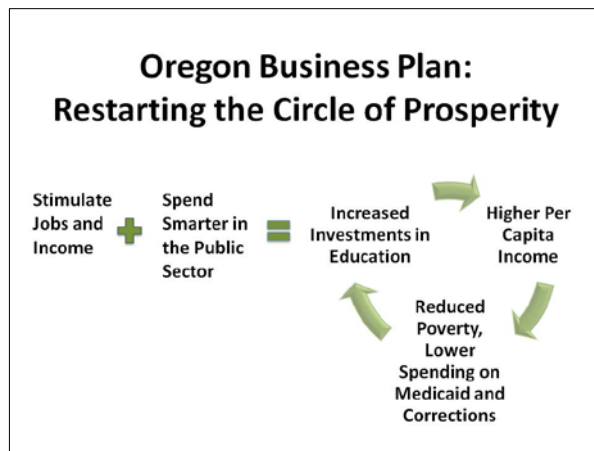 Oregon Business Plan:
Restarting the Circle of Prosperity
Stimulate
Jobs and
Income
Spend
Smarter in
the Public
Sector
Increased
Investments in
Education
Higher Per
Capita
Income
Reduced
Poverty,
Lower
Spending on
Medicaid and
Corrections